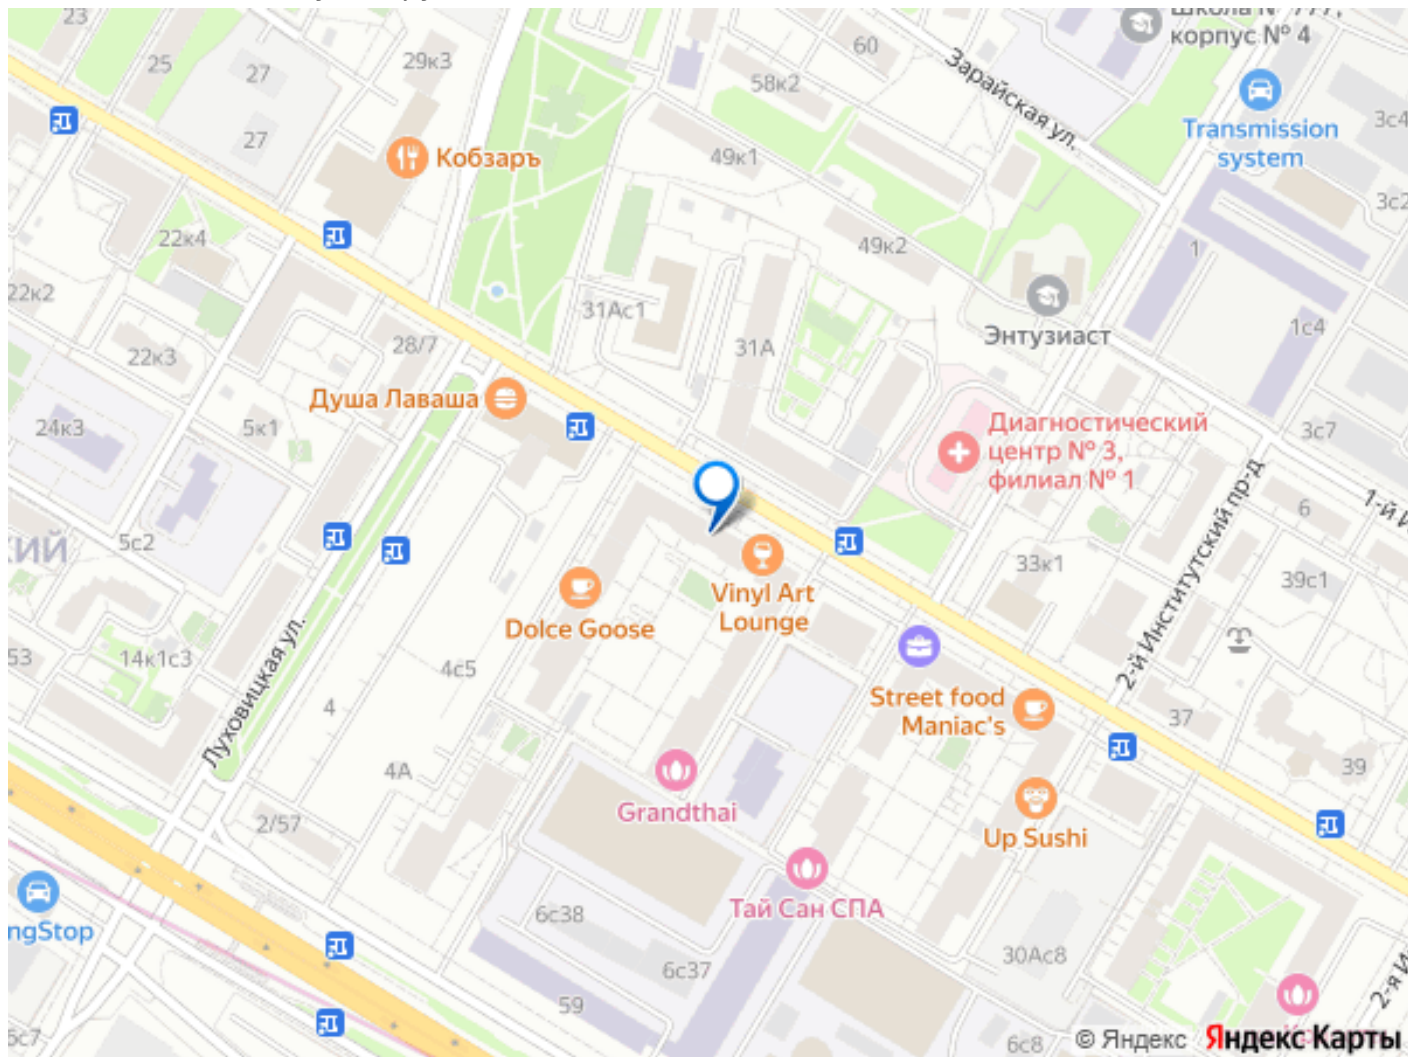 23
25
27
27
29к3
Кобзаръ
60
58к2
49к1
49к2
Зарайская ул.
корпус № 4
Transmission
system
3с2
1
1с4
22к4
22к2
22к3
28/7
31Ас1
31А
Энтузиаст
Душа Лаваша
24к3
5к1
Диагностический
центр № 3,
филиал № 1
3с7
6
5с2
ИЙ
33к1
39с1
2-й Институтский пр-д
Vinyl Art
Lounge
Dolce Goose
53
14к1с3
4с5
4
Луховицкая ул.
Street food
Maniac's
37
39
4А
Grandthai
2/57
Up Sushi
Тай Сан СПА
ngStop
6с38
6с37
30Ас8
59
6с8
© Яндекс
Яндекс Карты